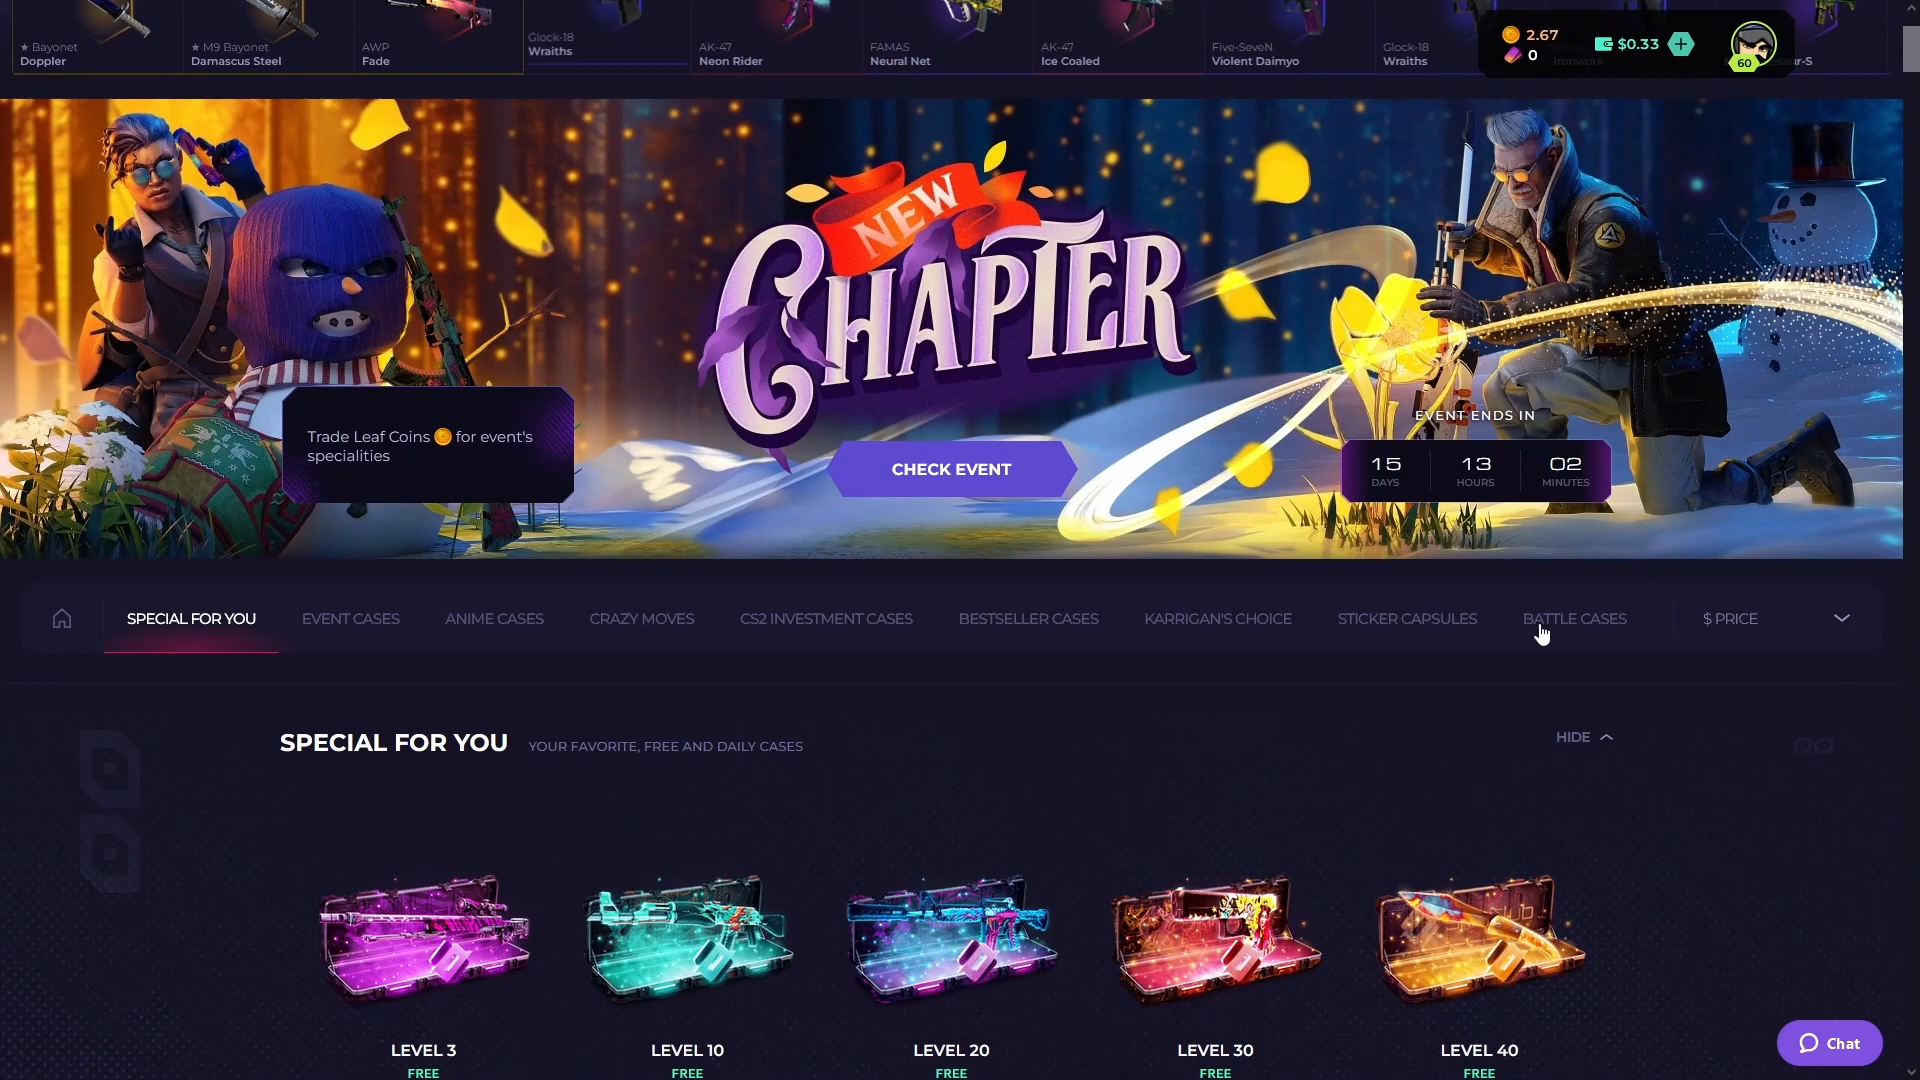 ★ Bayonet
Doppler
★ M9 Bayonet
Damascus Steel
AWP
Fade
Glock-18
Wraiths
AK-47
Neon Rider
FAMAS
Neural Net
AK-47
Ice Coaled
Five-SeveN
Violent Daimyo
Glock-18
Wraiths
Ironwork
ur-S
2.67
0
$0.33
60
NEW
CHAPTER
Trade Leaf Coins for event's
specialities
CHECK EVENT
EVENT ENDS IN
15 13 02
DAYS HOURS MINUTES
SPECIAL FOR YOU EVENT CASES ANIME CASES CRAZY MOVES CS2 INVESTMENT CASES BESTSELLER CASES KARRIGAN'S CHOICE STICKER CAPSULES BATTLE CASES $ PRICE
SPECIAL FOR YOU YOUR FAVORITE, FREE AND DAILY CASES HIDE
LEVEL 3
FREE
LEVEL 10
FREE
LEVEL 20
FREE
LEVEL 30
FREE
LEVEL 40
FREE
Chat